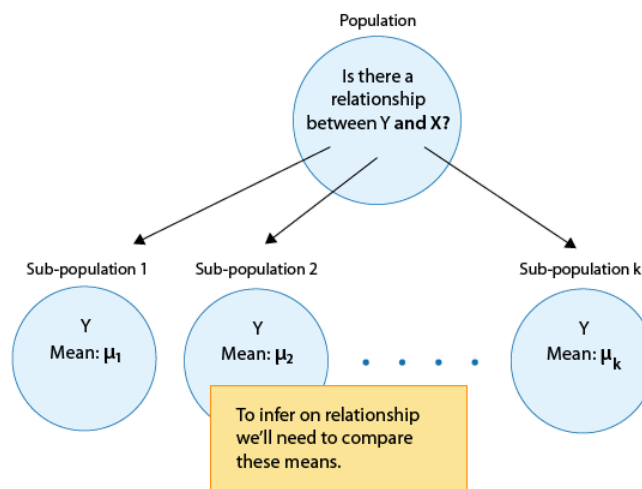 Population
Is there a
relationship
between Y and X?
Sub-population 1
Sub-population 2
Sub-population k
Y
Mean: μ1
Y
Mean: μ2
Y
Mean: μk
To infer on relationship
we'll need to compare
these means.